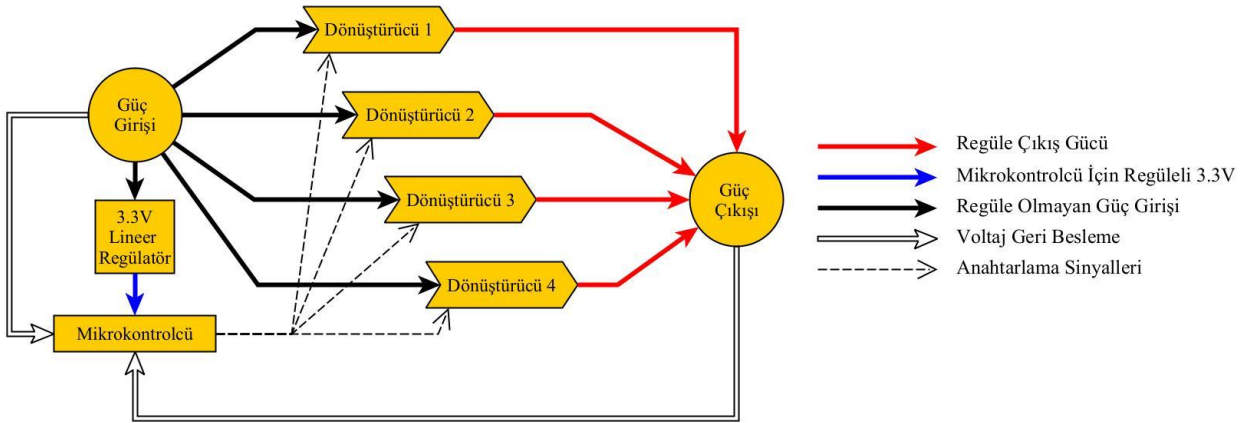 Dönüştürücü 1
Güç
Girişi
Dönüştürücü 2
Dönüştürücü 3
3.3V
Lineer
Regülatör
Dönüştürücü 4
Mikrokontrolcü
Güç
Çıkışı
Regüle Çıkış Gücü
Mikrokontrolcü İçin Regüleli 3.3V
Regüle Olmayan Güç Girişi
Voltaj Geri Besleme
Anahtarlama Sinyalleri